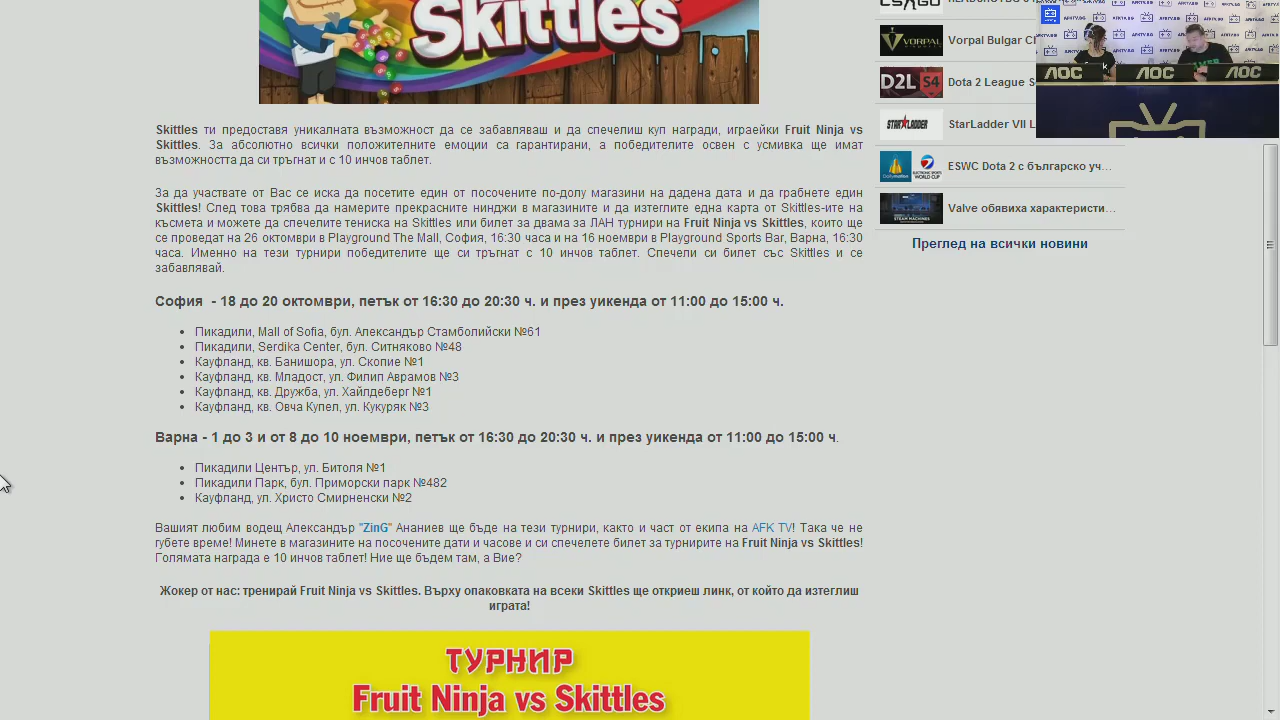 Skittles
Skittles ти предоставя уникалната възможност да се забавляваш и да спечелиш куп награди, играейки Fruit Ninja vs
Skittles. За абсолютно всички положителните емоции са гарантирани, а победителите освен с усмивка ще имат
възможността да си тръгнат и с 10 инчов таблет.
За да участвате от Вас се иска да посетите един от посочените по-долу магазини на дадена дата и да грабнете един
Skittles! След това трябва да намерите прекрасните нинджи в магазините и да изтеглите една карта от Skittles-ите на
късмета и можете да спечелите тениска на Skittles или билет за двама за ЛАН турнири на Fruit Ninja vs Skittles, които ще
се проведат на 26 октомври в Playground The Mall, София, 16:30 часа и на 16 ноември в Playground Sports Bar, Варна, 16:30
часа. Именно на тези турнири победителите ще си тръгнат с 10 инчов таблет. Спечели си билет със Skittles и се
забавлявай.
София - 18 до 20 октомври, петък от 16:30 до 20:30 ч. и през уикенда от 11:00 до 15:00 ч.
Пикадили, Mall of Sofia, бул. Александър Стамболийски №61
Пикадили, Serdika Center, бул. Ситняково №48
Кауфланд, кв. Банишора, ул. Скопие №1
Кауфланд, кв. Младост, ул. Филип Аврамов №3
Кауфланд, кв. Дружба, ул. Хайлдеберг №1
Кауфланд, кв. Овча Купел, ул. Кукуряк №3
Варна - 1 до 3 и от 8 до 10 ноември, петък от 16:30 до 20:30 ч. и през уикенда от 11:00 до 15:00 ч.
Пикадили Център, ул. Битоля №1
Пикадили Парк, бул. Приморски парк №482
Кауфланд, ул. Христо Смирненски №2
Вашият любим водещ Александър "ZinG" Ананиев ще бъде на тези турнири, както и част от екипа на AFK TV! Така че не
губете време! Минете в магазините на посочените дати и часове и си спечелете билет за турнирите на Fruit Ninja vs Skittles!
Голямата награда е 10 инчов таблет! Ние ще бъдем там, а Вие?
Жокер от нас: тренирай Fruit Ninja vs Skittles. Върху опаковката на всеки Skittles ще откриеш линк, от който да изтеглиш
играта!
ТУРНИР
Fruit Ninja vs Skittles
CS:GO
VORPAL Vorpal Bulgar Ch
D2L S4 Dota 2 League S
STARLADDER StarLadder VII L
ESWC Dota 2 с българско уч...
Valve обявиха характеристи...
Преглед на всички новини
AOC AOC AOC